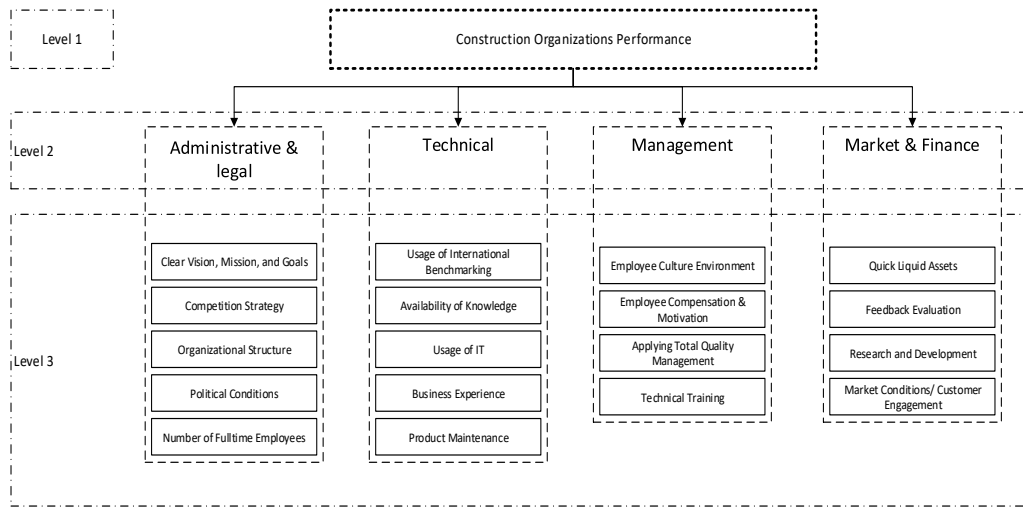 Level 1
Construction Organizations Performance
Level 2
Administrative &
legal
Technical
Management
Market & Finance
Level 3
Clear Vision, Mission, and Goals
Competition Strategy
Organizational Structure
Political Conditions
Number of Fulltime Employees
Usage of International
Benchmarking
Availability of Knowledge
Usage of IT
Business Experience
Product Maintenance
Employee Culture Environment
Employee Compensation &
Motivation
Applying Total Quality
Management
Technical Training
Quick Liquid Assets
Feedback Evaluation
Research and Development
Market Conditions/ Customer
Engagement